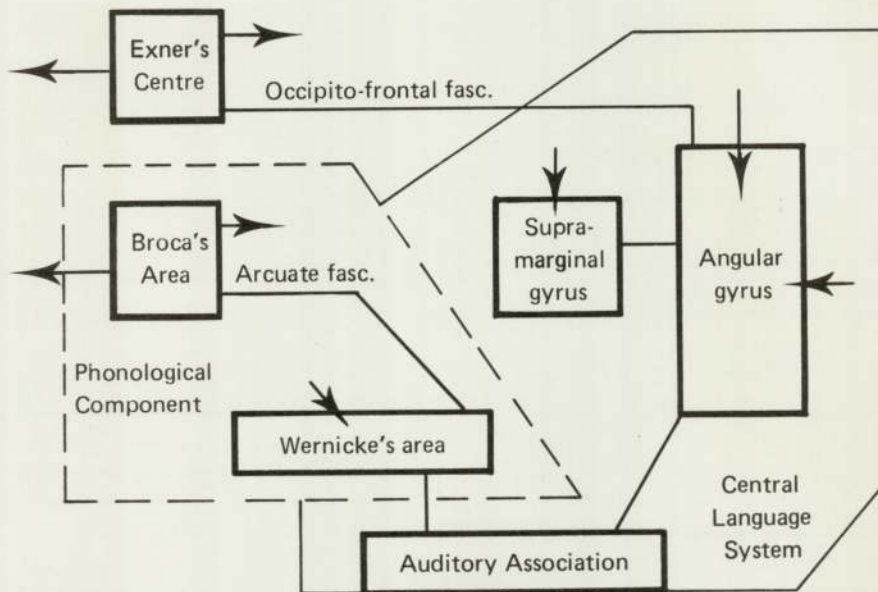 Exner's
Centre
Occipito-frontal fasc.
Broca's
Area
Arcuate fasc.
Supra-
marginal
gyrus
Angular
gyrus
Phonological
Component
Wernicke's area
Central
Language
System
Auditory Association